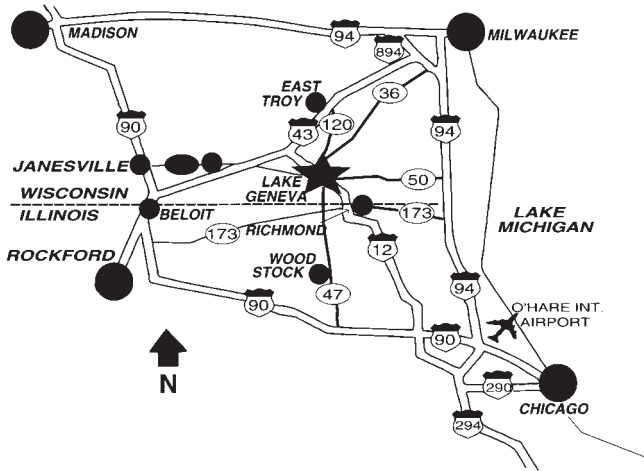 MADISON
94
MILWAUKEE
894
EAST
TROY
36
90
43
120
94
JANESVILLE
LAKE
GENEVA
50
WISCONSIN
ILLINOIS
BELOIT
173
RICHMOND
173
LAKE
MICHIGAN
ROCKFORD
WOOD
STOCK
12
47
90
94
O'HARE INT.
AIRPORT
90
N
290
CHICAGO
294